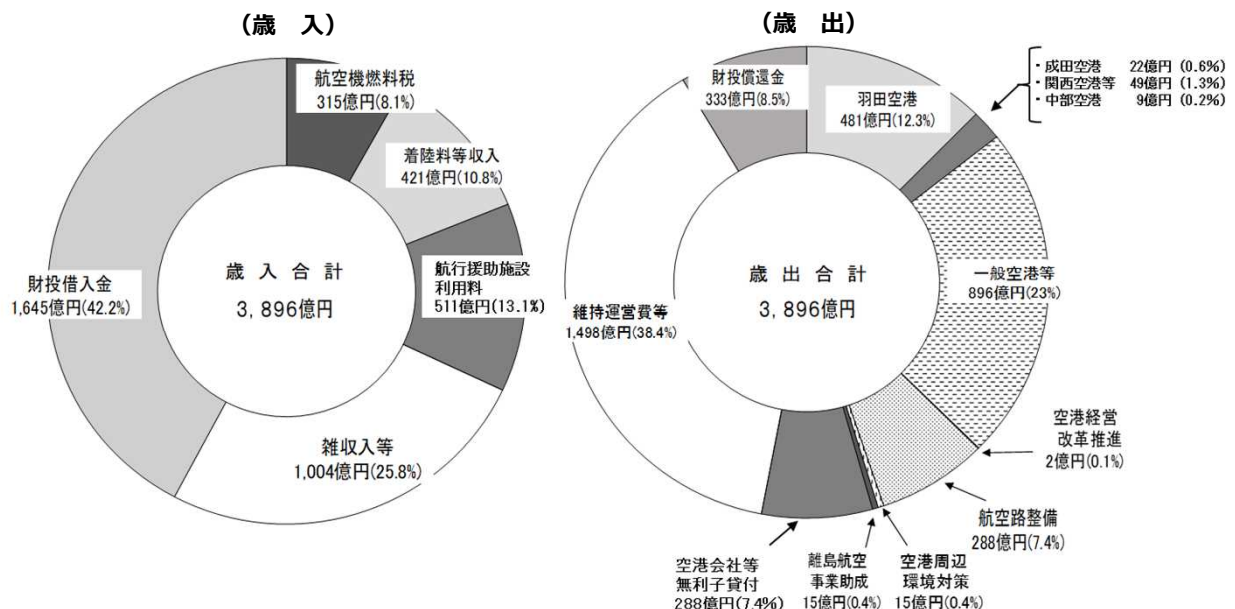 （歳　入）
航空機燃料税
315億円(8.1%)
着陸料等収入
421億円(10.8%)
航行援助施設
利用料
511億円(13.1%)
雑収入等
1,004億円(25.8%)
財投借入金
1,645億円(42.2%)
歳 入 合 計
3,896億円
（歳　出）
羽田空港
481億円(12.3%)
・成田空港　22億円（0.6%）
・関西空港等　49億円（1.3%）
・中部空港　9億円（0.2%）
一般空港等
896億円(23%)
空港経営
改革推進
2億円(0.1%)
航空路整備
288億円(7.4%)
空港周辺
環境対策
15億円(0.4%)
離島航空
事業助成
15億円(0.4%)
空港会社等
無利子貸付
288億円(7.4%)
維持運営費等
1,498億円(38.4%)
財投償還金
333億円(8.5%)
歳 出 合 計
3,896億円